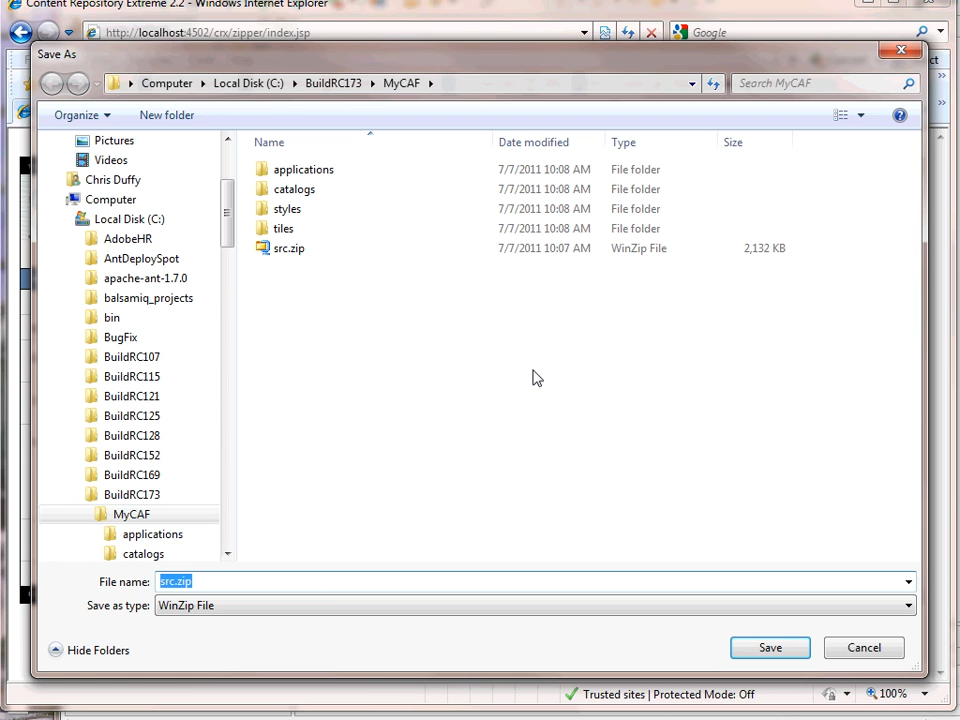 Content Repository Extreme 2.2 - Windows Internet Explorer
http://localhost:4502/crx/zipper/index.jsp
Google
Save As
Computer Local Disk (C:) BuildRC173 MyCAF
Search MyCAF
Organize New folder
Name Date modified Type Size
Pictures
Videos
Chris Duffy
Computer
Local Disk (C:)
AdobeHR
AntDeploySpot
apache-ant-1.7.0
balsamiq_projects
bin
BugFix
BuildRC107
BuildRC115
BuildRC121
BuildRC125
BuildRC128
BuildRC152
BuildRC169
BuildRC173
MyCAF
applications
catalogs
applications 7/7/2011 10:08 AM File folder
catalogs 7/7/2011 10:08 AM File folder
styles 7/7/2011 10:08 AM File folder
tiles 7/7/2011 10:08 AM File folder
src.zip 7/7/2011 10:07 AM WinZip File 2,132 KB
File name: src.zip
Save as type: WinZip File
Hide Folders
Save Cancel
Trusted sites | Protected Mode: Off
100%